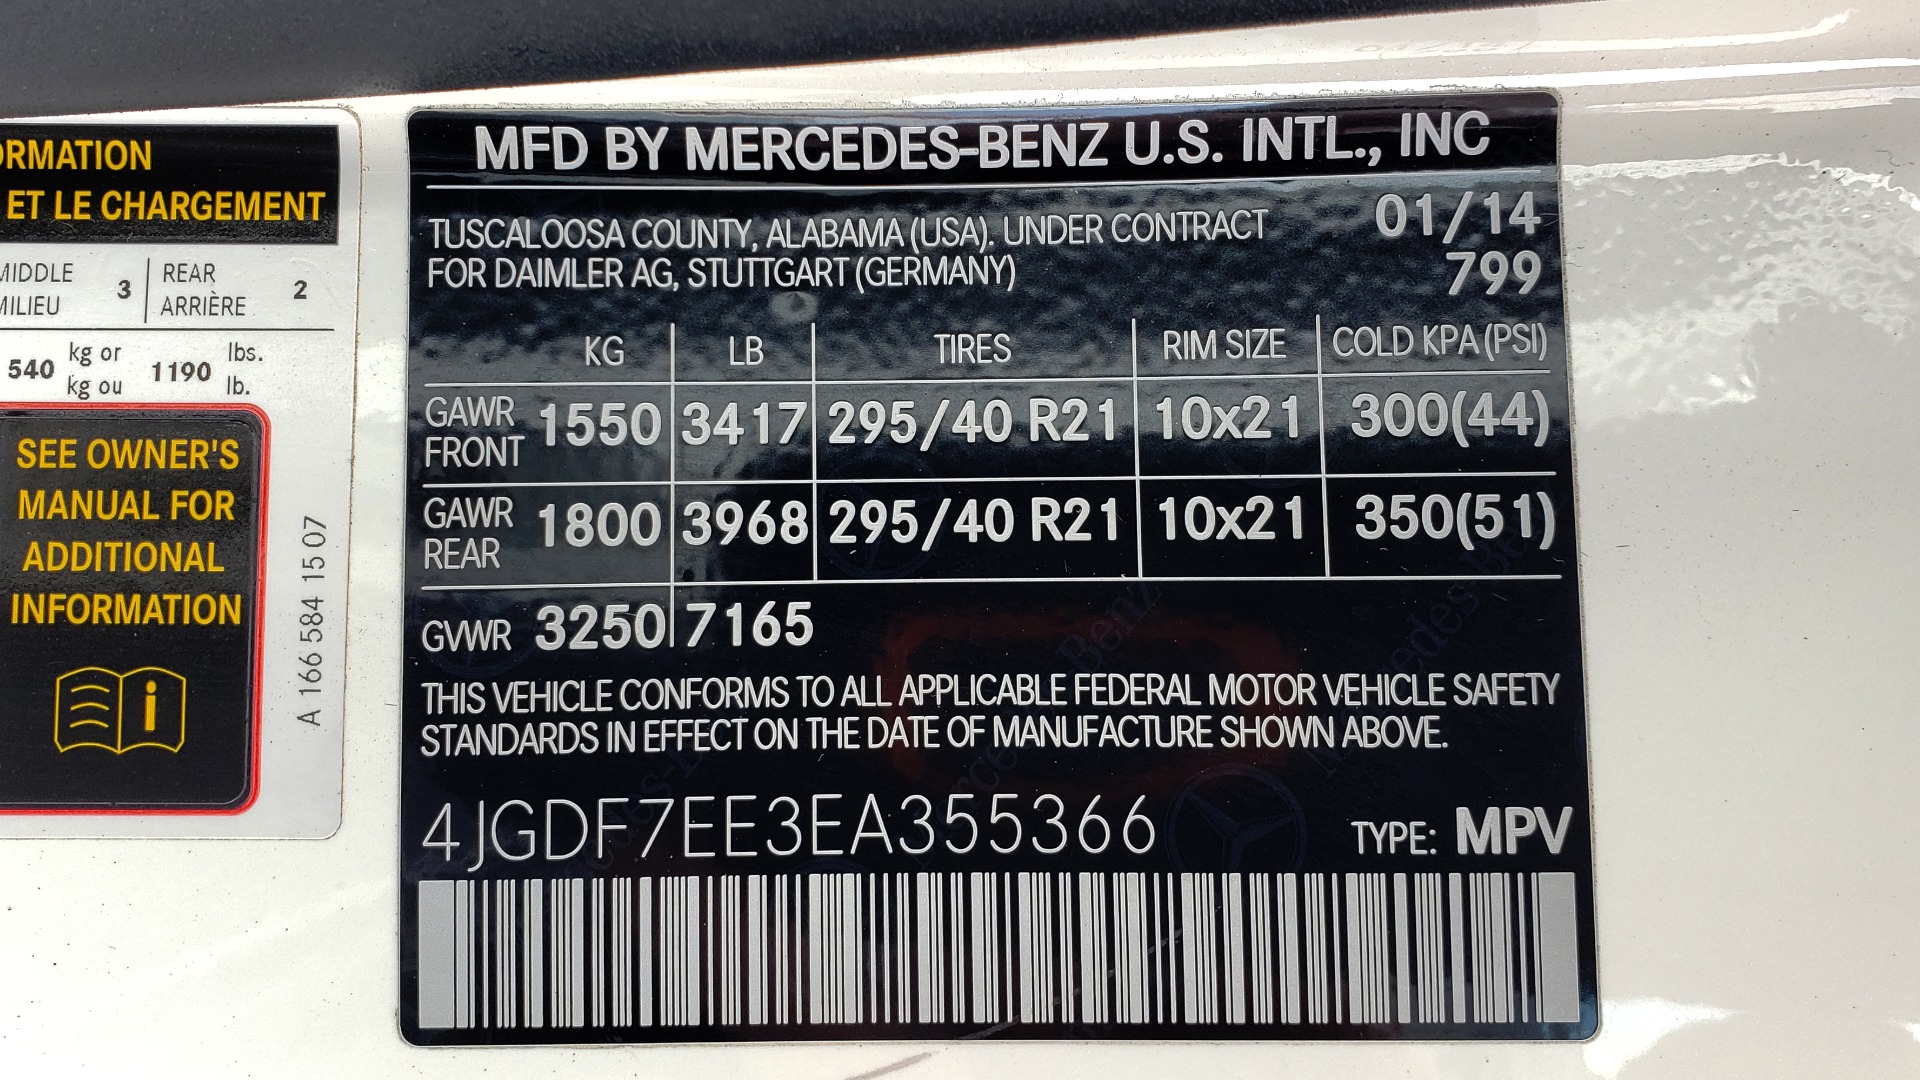 ORMATION
ET LE CHARGEMENT
MIDDLE 3 REAR 2
MILIEU ARRIÈRE
540 kg or 1190 lbs.
kg ou lb.
SEE OWNER'S
MANUAL FOR
ADDITIONAL
INFORMATION
A 166 584 15 07
MFD BY MERCEDES-BENZ U.S. INTL., INC
TUSCALOOSA COUNTY, ALABAMA (USA). UNDER CONTRACT 01/14
FOR DAIMLER AG, STUTTGART (GERMANY) 799
KG LB TIRES RIM SIZE COLD KPA (PSI)
GAWR FRONT 1550 3417 295/40 R21 10x21 300(44)
GAWR REAR 1800 3968 295/40 R21 10x21 350(51)
GVWR 3250 7165
THIS VEHICLE CONFORMS TO ALL APPLICABLE FEDERAL MOTOR VEHICLE SAFETY
STANDARDS IN EFFECT ON THE DATE OF MANUFACTURE SHOWN ABOVE.
4JGDF7EE3EA355366 TYPE: MPV